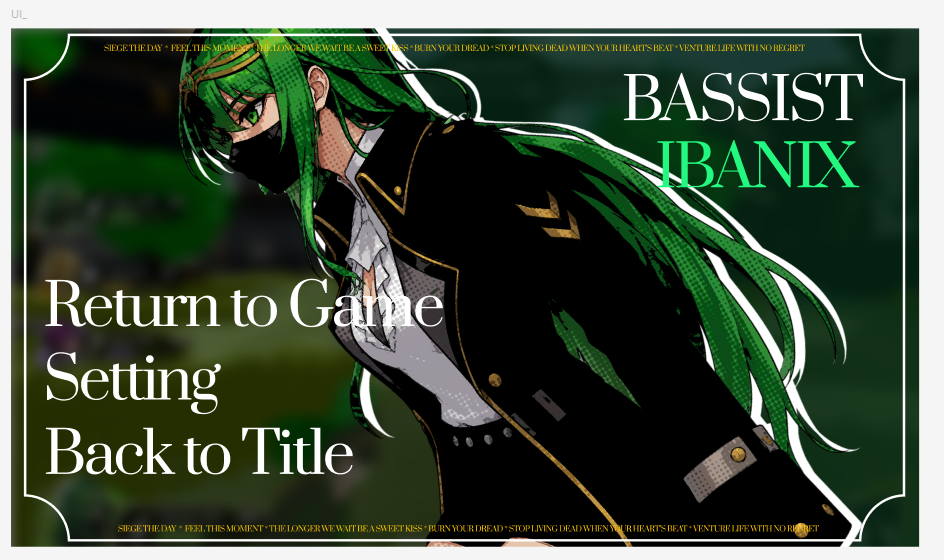 UI_
SIEGE THE DAY * FEEL THIS MOMENT * THE LONGER WE WAIT BE A SWEET KISS * BURN YOUR DREAD * STOP LIVING DEAD WHEN YOUR HEART'S BEAT * VENTURE LIFE WITH NO REGRET
BASSIST
IBANIX
Return to Game
Setting
Back to Title
SIEGE THE DAY * FEEL THIS MOMENT * THE LONGER WE WAIT BE A SWEET KISS * BURN YOUR DREAD * STOP LIVING DEAD WHEN YOUR HEART'S BEAT * VENTURE LIFE WITH NO REGRET